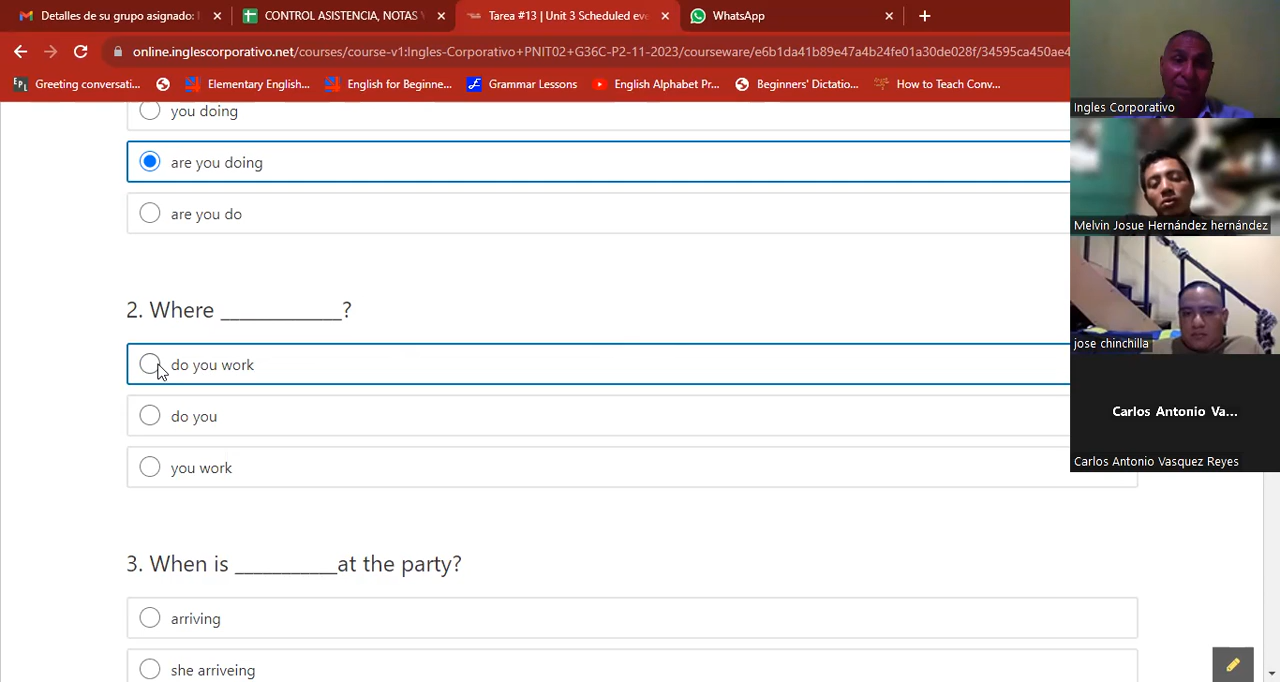 Detalles de su grupo asignado: CONTROL ASISTENCIA, NOTAS Y Tarea #13 | Unit 3 Scheduled eve WhatsApp
online.inglescorporativo.net/courses/course-v1:Ingles-Corporativo+PNIT02+G36C-P2-11-2023/courseware/e6b1da41b89e47a4b24fe01a30de028f/34595ca450ae4
Greeting conversati... Elementary English... English for Beginne... Grammar Lessons English Alphabet Pr... Beginners' Dictatio... How to Teach Conv...
Ingles Corporativo
you doing
are you doing
are you do
Melvin Josue Hernández hernández
2. Where ____________?
jose chinchilla
do you work
do you
Carlos Antonio Va...
Carlos Antonio Vasquez Reyes
you work
3. When is ___________at the party?
arriving
she arriveing